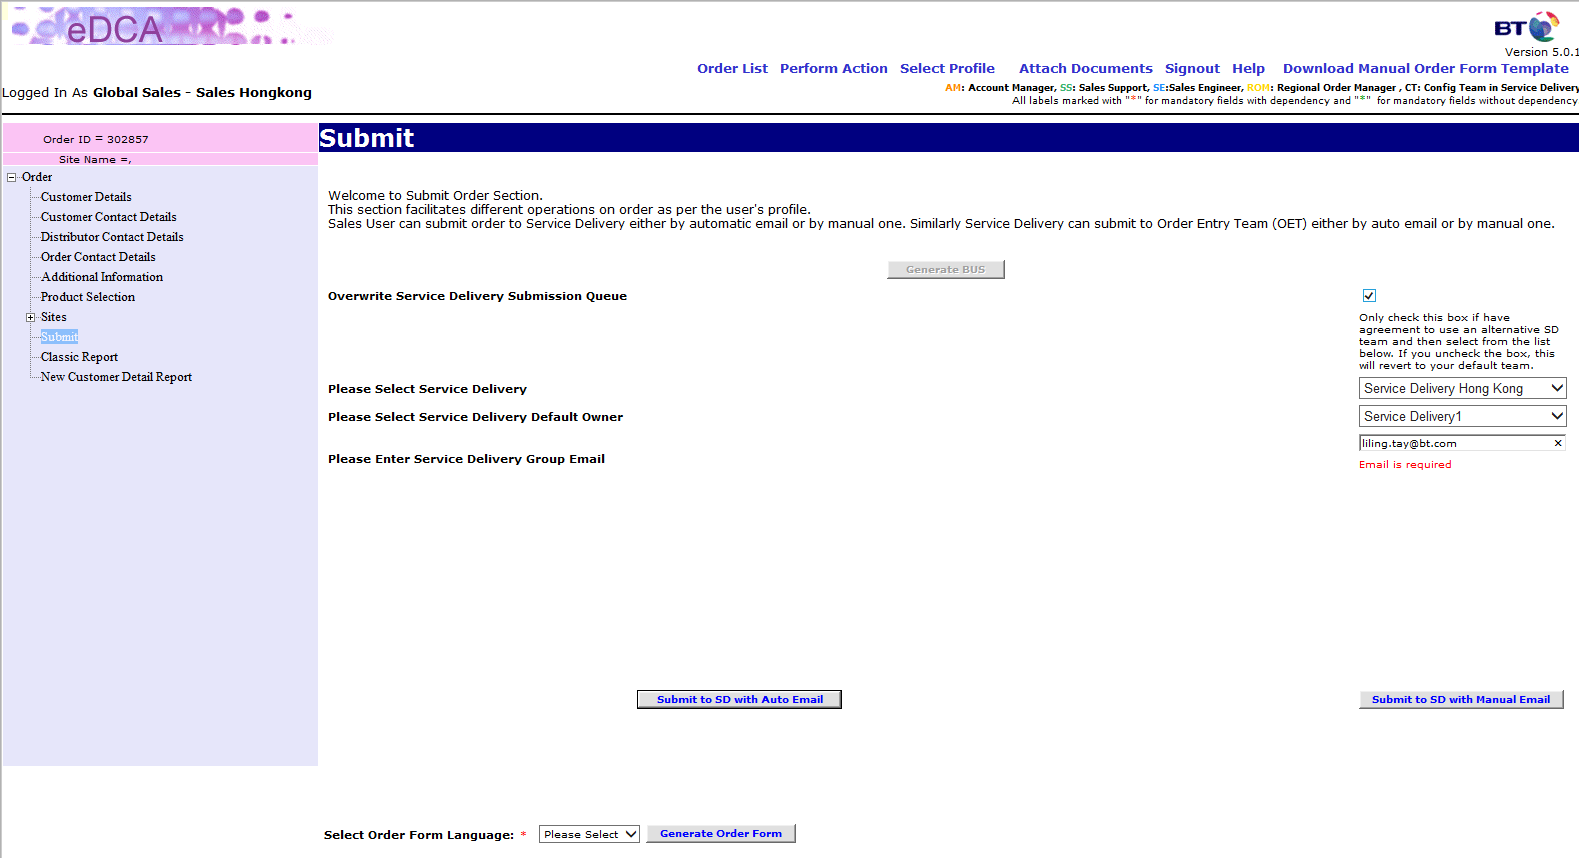 eDCA
BT
Version 5.0.1
Order List Perform Action Select Profile Attach Documents Signout Help Download Manual Order Form Template
Logged In As Global Sales - Sales Hongkong
AM: Account Manager, SS: Sales Support, SE:Sales Engineer, ROM: Regional Order Manager , CT: Config Team in Service Delivery
All labels marked with "*" for mandatory fields with dependency and "*" for mandatory fields without dependency
Order ID = 302857
Site Name =,
Order
Customer Details
Customer Contact Details
Distributor Contact Details
Order Contact Details
Additional Information
Product Selection
Sites
Submit
Classic Report
New Customer Detail Report
Submit
Welcome to Submit Order Section.
This section facilitates different operations on order as per the user's profile.
Sales User can submit order to Service Delivery either by automatic email or by manual one. Similarly Service Delivery can submit to Order Entry Team (OET) either by auto email or by manual one.
Generate BUS
Overwrite Service Delivery Submission Queue
Only check this box if have
agreement to use an alternative SD
team and then select from the list
below. If you uncheck the box, this
will revert to your default team.
Please Select Service Delivery
Service Delivery Hong Kong
Please Select Service Delivery Default Owner
Service Delivery1
Please Enter Service Delivery Group Email
liling.tay@bt.com
Email is required
Submit to SD with Auto Email
Submit to SD with Manual Email
Select Order Form Language: *
Please Select
Generate Order Form